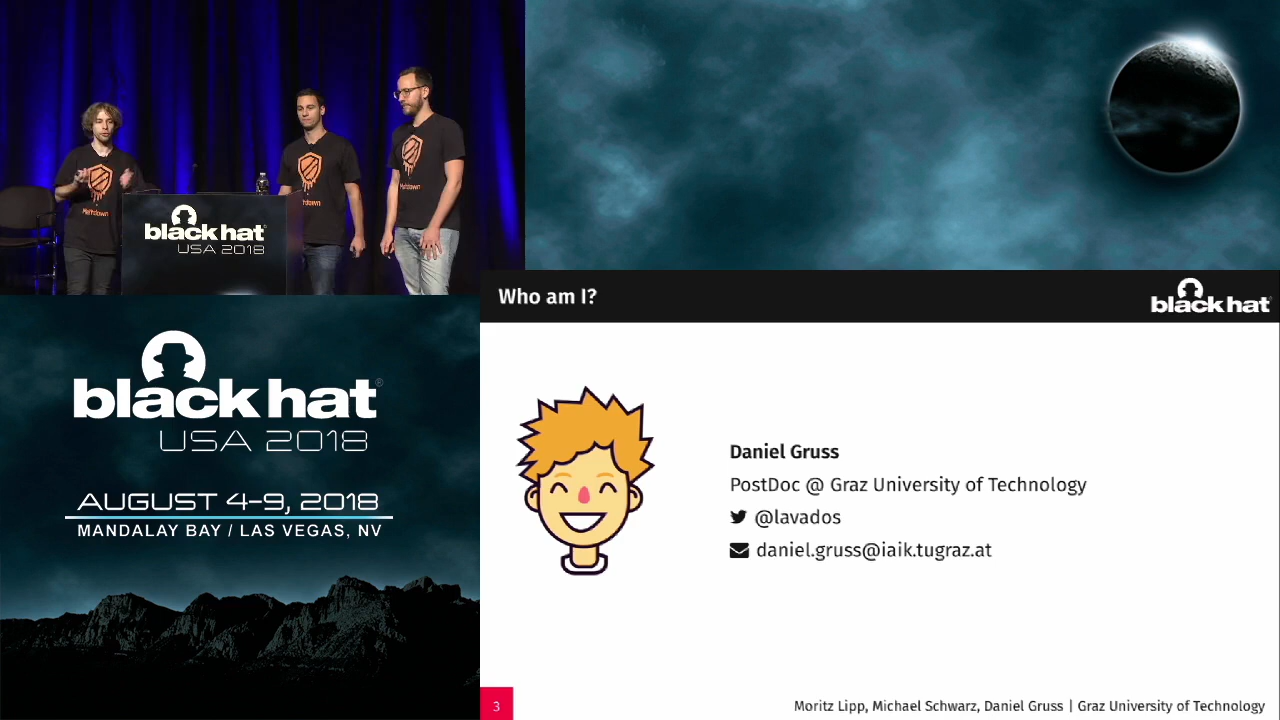 Meltdown
Meltdown
black hat
USA 2018
black hat®
USA 2018
AUGUST 4-9, 2018
MANDALAY BAY / LAS VEGAS, NV
Who am I?
black hat
Daniel Gruss
PostDoc @ Graz University of Technology
@lavados
daniel.gruss@iaik.tugraz.at
3
Moritz Lipp, Michael Schwarz, Daniel Gruss | Graz University of Technology